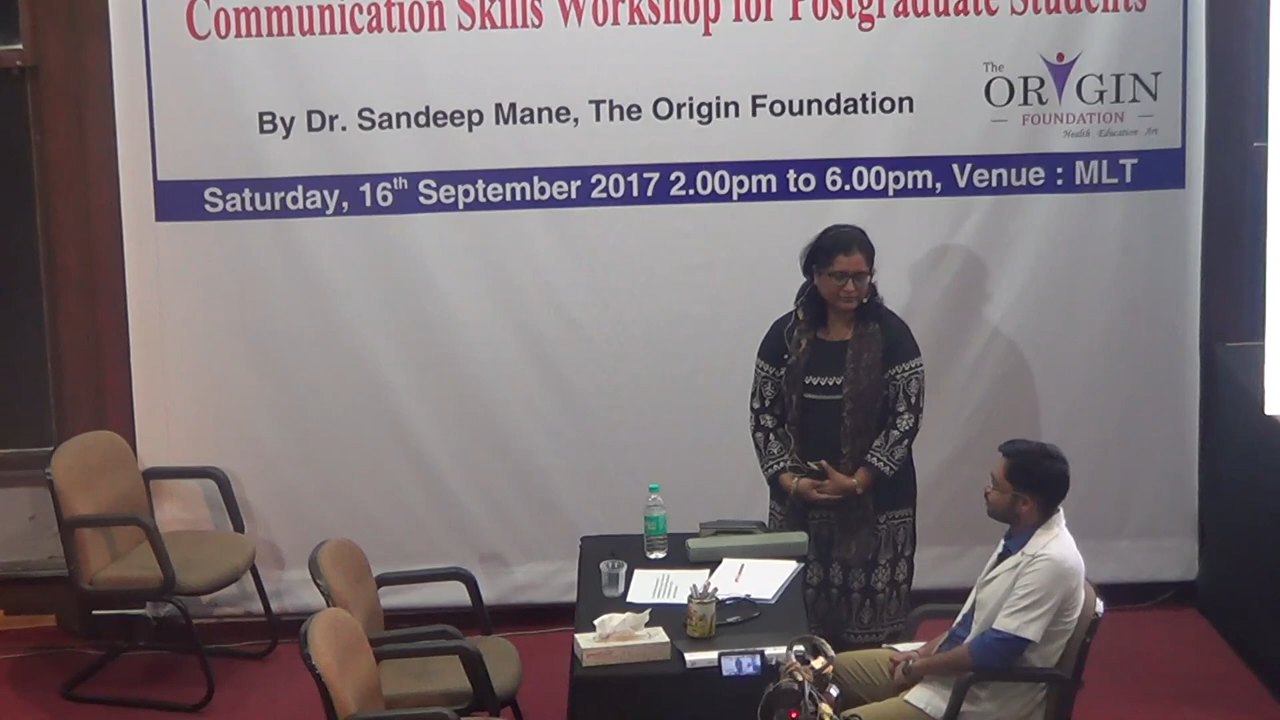 Communication Skills Workshop for Postgraduate Students
The
ORIGIN
By Dr. Sandeep Mane, The Origin Foundation
— FOUNDATION —
Health Education Art
Saturday, 16th September 2017 2.00pm to 6.00pm, Venue : MLT